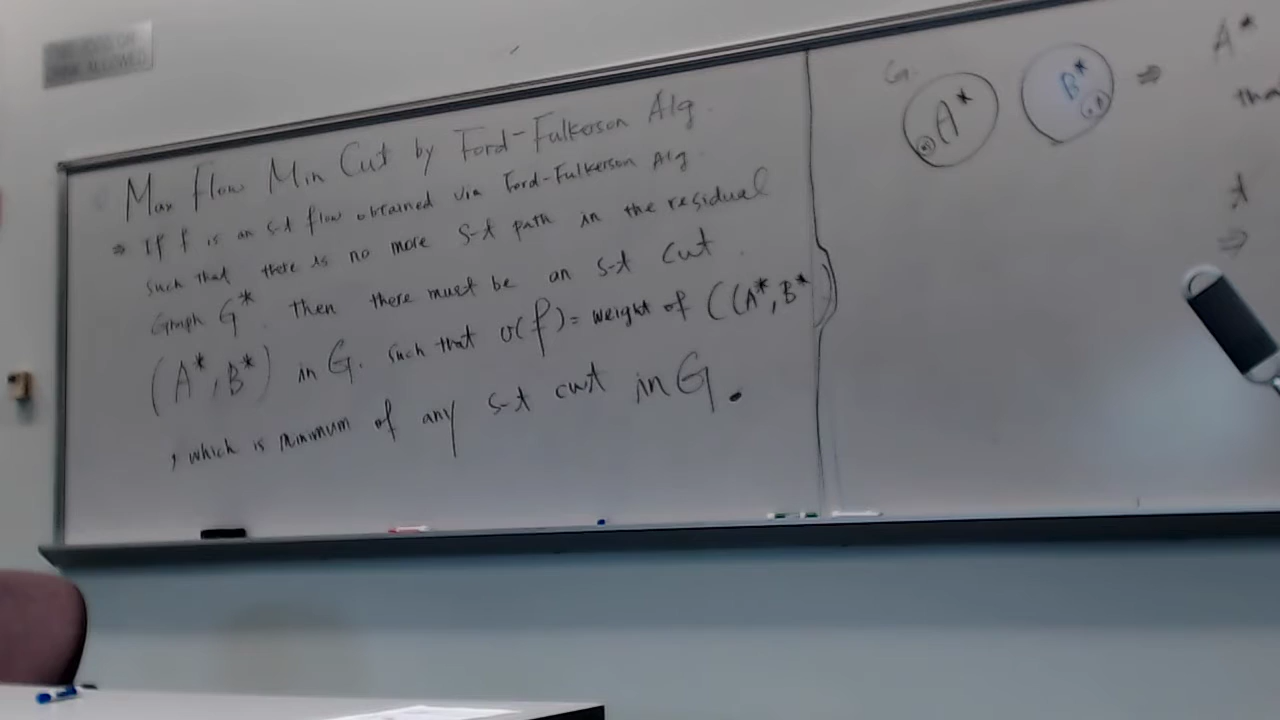 Max Flow Min Cut by Ford-Fulkerson Alg.
⇒ If f is an s-t flow obtained via Ford-Fulkerson Alg.
such that there is no more s-t path in the residual
Graph G*. Then there must be an s-t cut
(A*, B*) in G. such that v(f) = weight of ((A*, B*))
, which is minimum of any s-t cut in G.
G.
A*
B*
⇒ A*
tha
t
⇒
ALLOWED